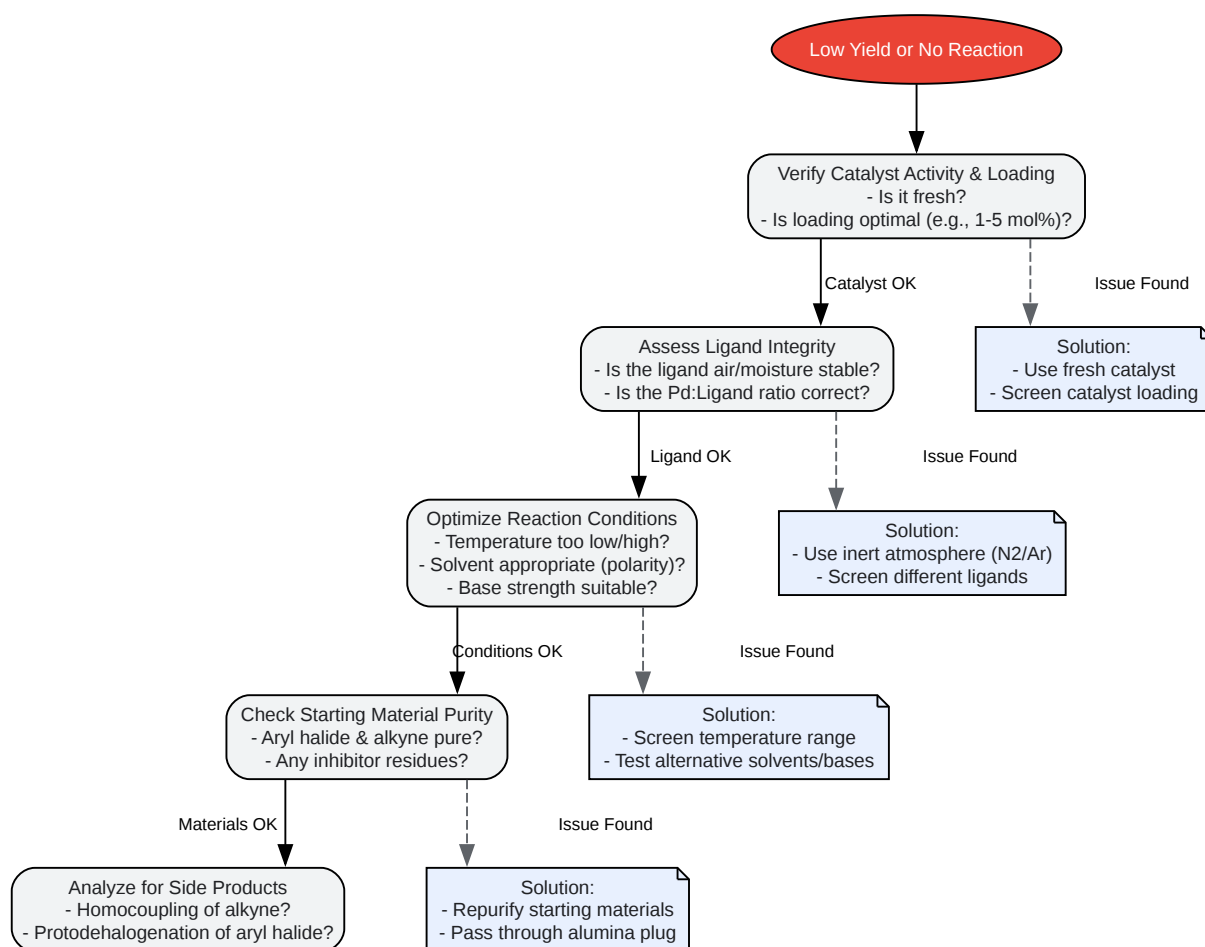 Low Yield or No Reaction
Verify Catalyst Activity & Loading
- Is it fresh?
- Is loading optimal (e.g., 1-5 mol%)?
Catalyst OK
Issue Found
Assess Ligand Integrity
- Is the ligand air/moisture stable?
- Is the Pd:Ligand ratio correct?
Solution:
- Use fresh catalyst
- Screen catalyst loading
Ligand OK
Issue Found
Optimize Reaction Conditions
- Temperature too low/high?
- Solvent appropriate (polarity)?
- Base strength suitable?
Solution:
- Use inert atmosphere (N2/Ar)
- Screen different ligands
Conditions OK
Issue Found
Check Starting Material Purity
- Aryl halide & alkyne pure?
- Any inhibitor residues?
Solution:
- Screen temperature range
- Test alternative solvents/bases
Materials OK
Issue Found
Analyze for Side Products
- Homocoupling of alkyne?
- Protodehalogenation of aryl halide?
Solution:
- Repurify starting materials
- Pass through alumina plug